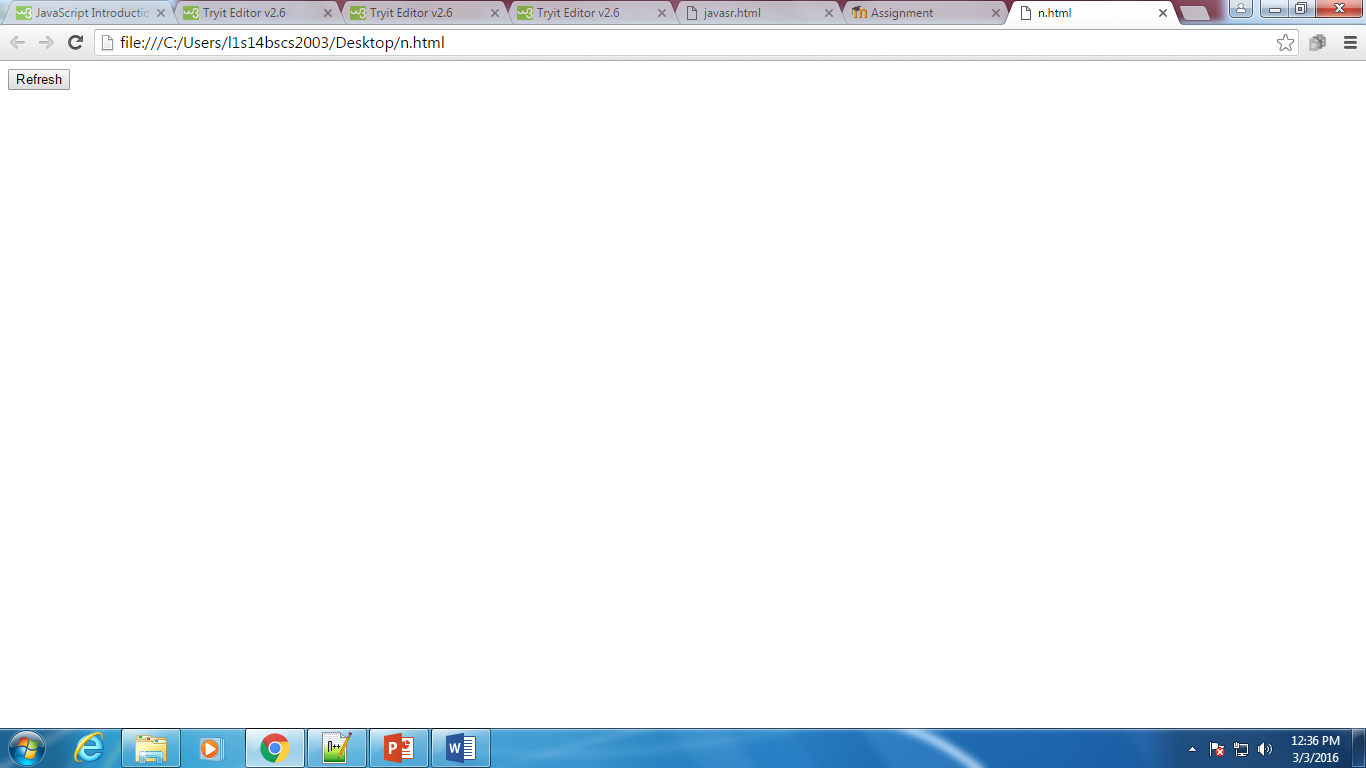 JavaScript Introductic
Tryit Editor v2.6
Tryit Editor v2.6
Tryit Editor v2.6
javasr.html
Assignment
n.html
file:///C:/Users/l1s14bscs2003/Desktop/n.html
Refresh
12:36 PM
3/3/2016